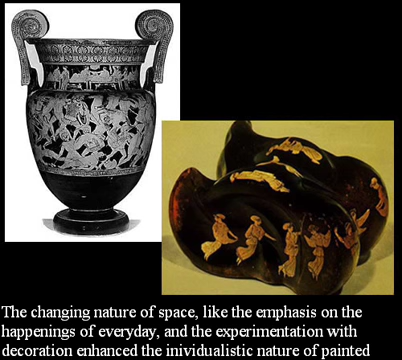 The changing nature of space, like the emphasis on the
happenings of everyday, and the experimentation with
decoration enhanced the inividualistic nature of painted